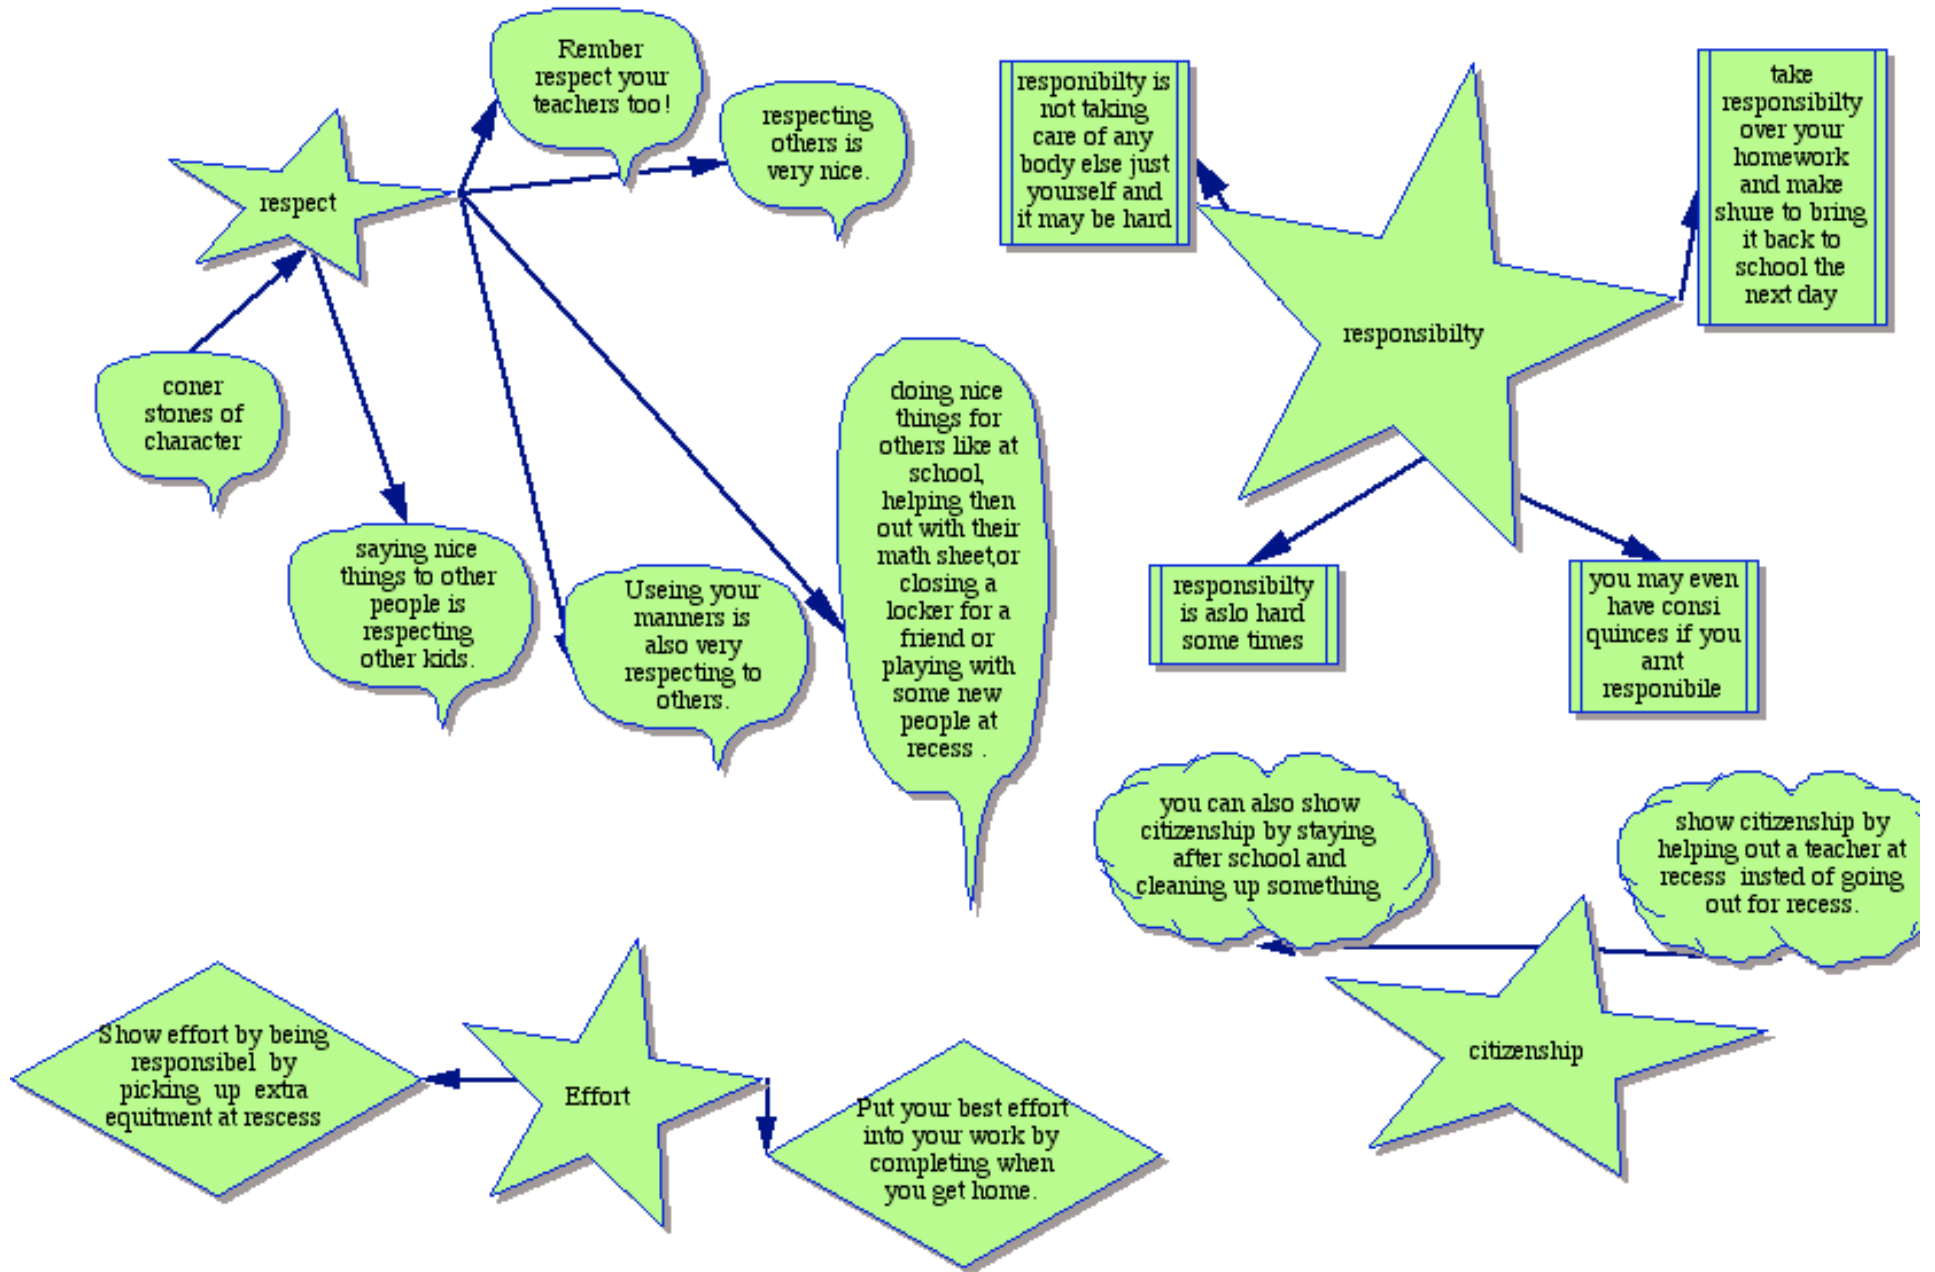 Rember
respect your
teachers too!
respecting
others is
very nice.
respect
coner
stones of
character
saying nice
things to other
people is
respecting
other kids.
Useing your
manners is
also very
respecting to
others.
doing nice
things for
others like at
school,
helping then
out with their
math sheet,or
closing a
locker for a
friend or
playing with
some new
people at
recess .
responibilty is
not taking
care of any
body else just
yourself and
it may be hard
take
responsibilty
over your
homework
and make
shure to bring
it back to
school the
next day
responsibilty
responsibilty
is aslo hard
some times
you may even
have consi
quinces if you
arnt
responibile
you can also show
citizenship by staying
after school and
cleaning up something
show citizenship by
helping out a teacher at
recess insted of going
out for recess.
citizenship
Show effort by being
responsibel by
picking up extra
equitment at rescess
Effort
Put your best effort
into your work by
completing when
you get home.